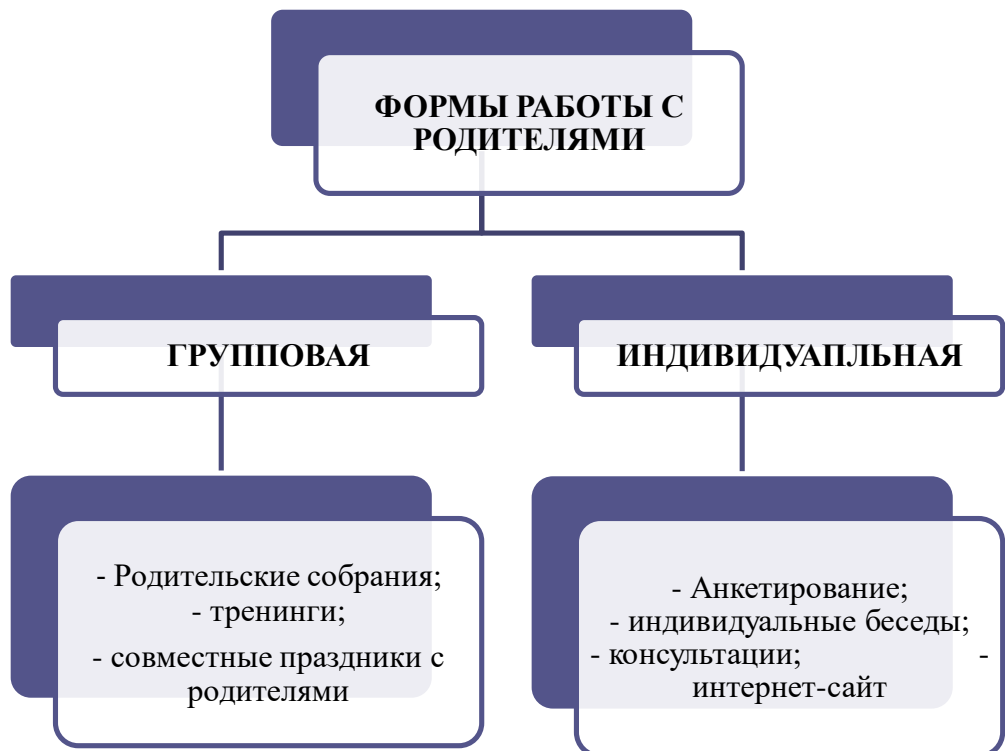 ФОРМЫ РАБОТЫ С
РОДИТЕЛЯМИ
ГРУППОВАЯ
ИНДИВИДУАПЛЬНАЯ
- Родительские собрания;
- тренинги;
- совместные праздники с
родителями
- Анкетирование;
- индивидуальные беседы;
- консультации; -
интернет-сайт